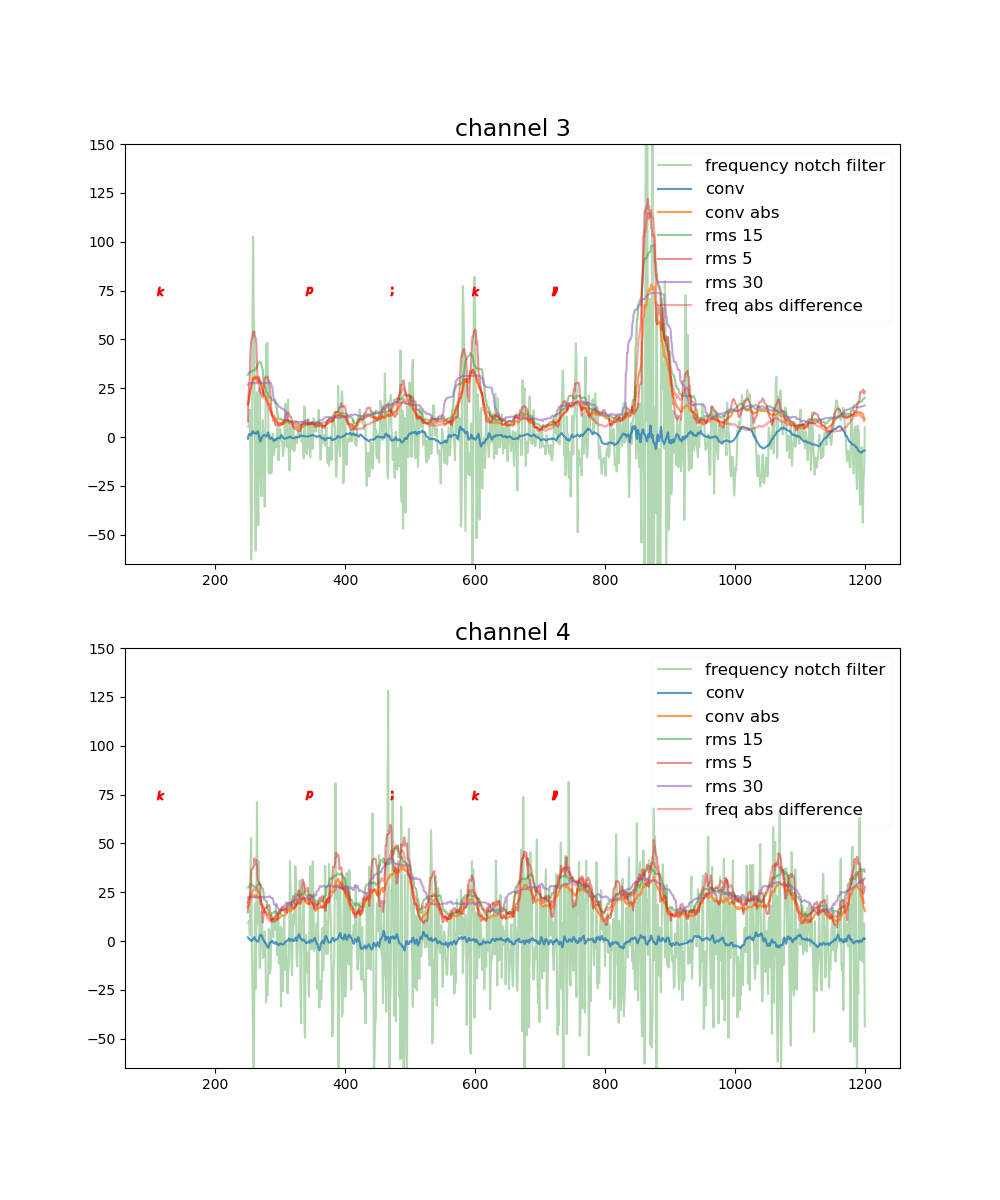 channel 3
150
125
100
75
50
25
0
−25
−50
frequency notch filter
conv
conv abs
rms 15
rms 5
rms 30
freq abs difference
k p ; k
200 400 600 800 1000 1200
channel 4
150
125
100
75
50
25
0
−25
−50
frequency notch filter
conv
conv abs
rms 15
rms 5
rms 30
freq abs difference
k p ; k
200 400 600 800 1000 1200